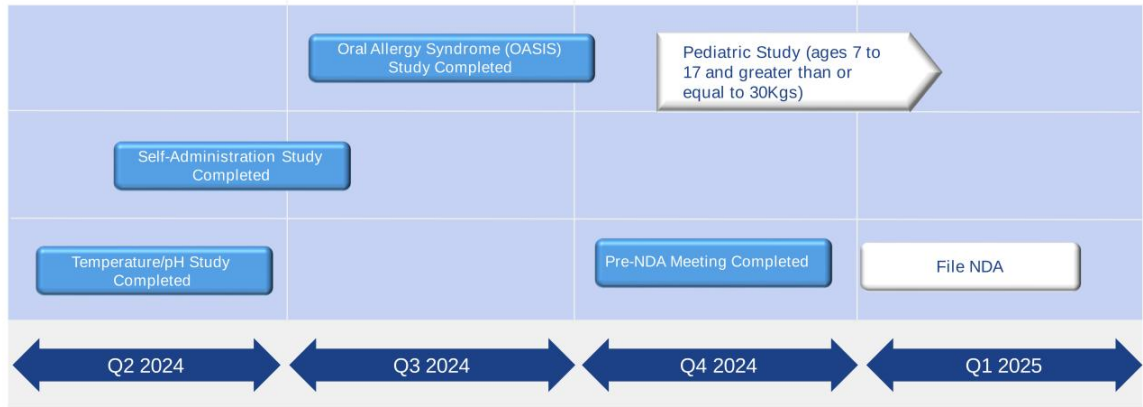 Oral Allergy Syndrome (OASIS)
Study Completed
Pediatric Study (ages 7 to
17 and greater than or
equal to 30Kgs)
Self-Administration Study
Completed
Temperature/pH Study
Completed
Pre-NDA Meeting Completed
File NDA
Q2 2024
Q3 2024
Q4 2024
Q1 2025